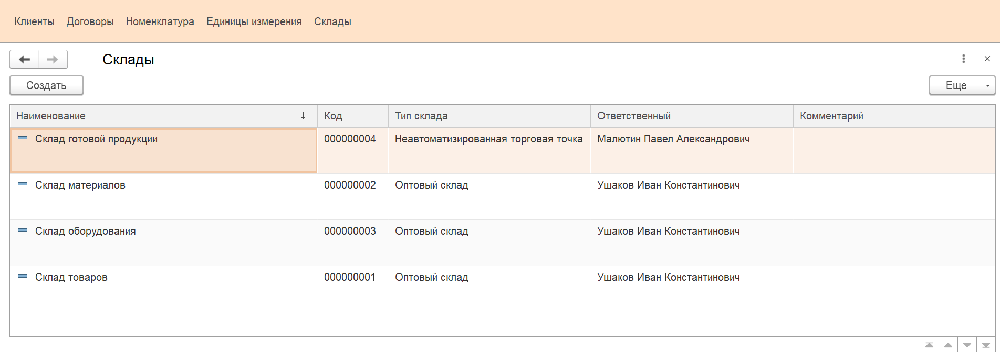 Клиенты Договоры Номенклатура Единицы измерения Склады
Склады
Создать Еще
Наименование Код Тип склада Ответственный Комментарий
Склад готовой продукции 000000004 Неавтоматизированная торговая точка Малютин Павел Александрович
Склад материалов 000000002 Оптовый склад Ушаков Иван Константинович
Склад оборудования 000000003 Оптовый склад Ушаков Иван Константинович
Склад товаров 000000001 Оптовый склад Ушаков Иван Константинович